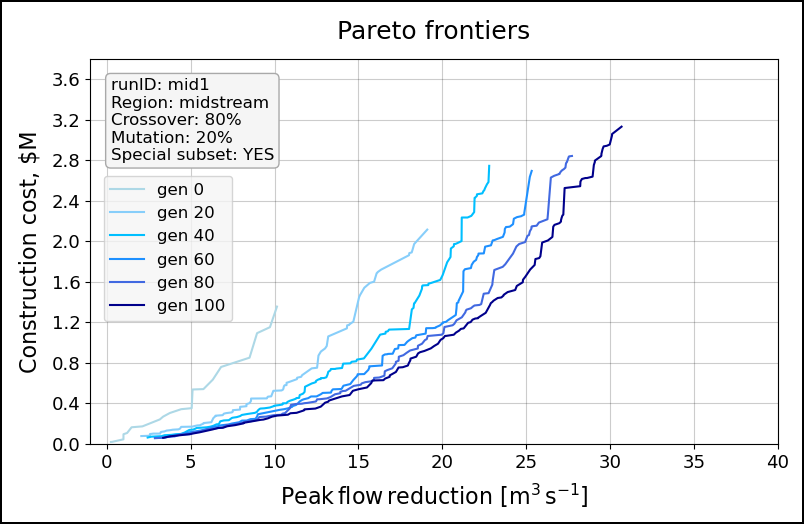 Pareto frontiers
Construction cost, $M
3.6
3.2
2.8
2.4
2.0
1.6
1.2
0.8
0.4
0.0
runID: mid1
Region: midstream
Crossover: 80%
Mutation: 20%
Special subset: YES
gen 0
gen 20
gen 40
gen 60
gen 80
gen 100
0 5 10 15 20 25 30 35 40
Peak flow reduction [m³ s⁻¹]